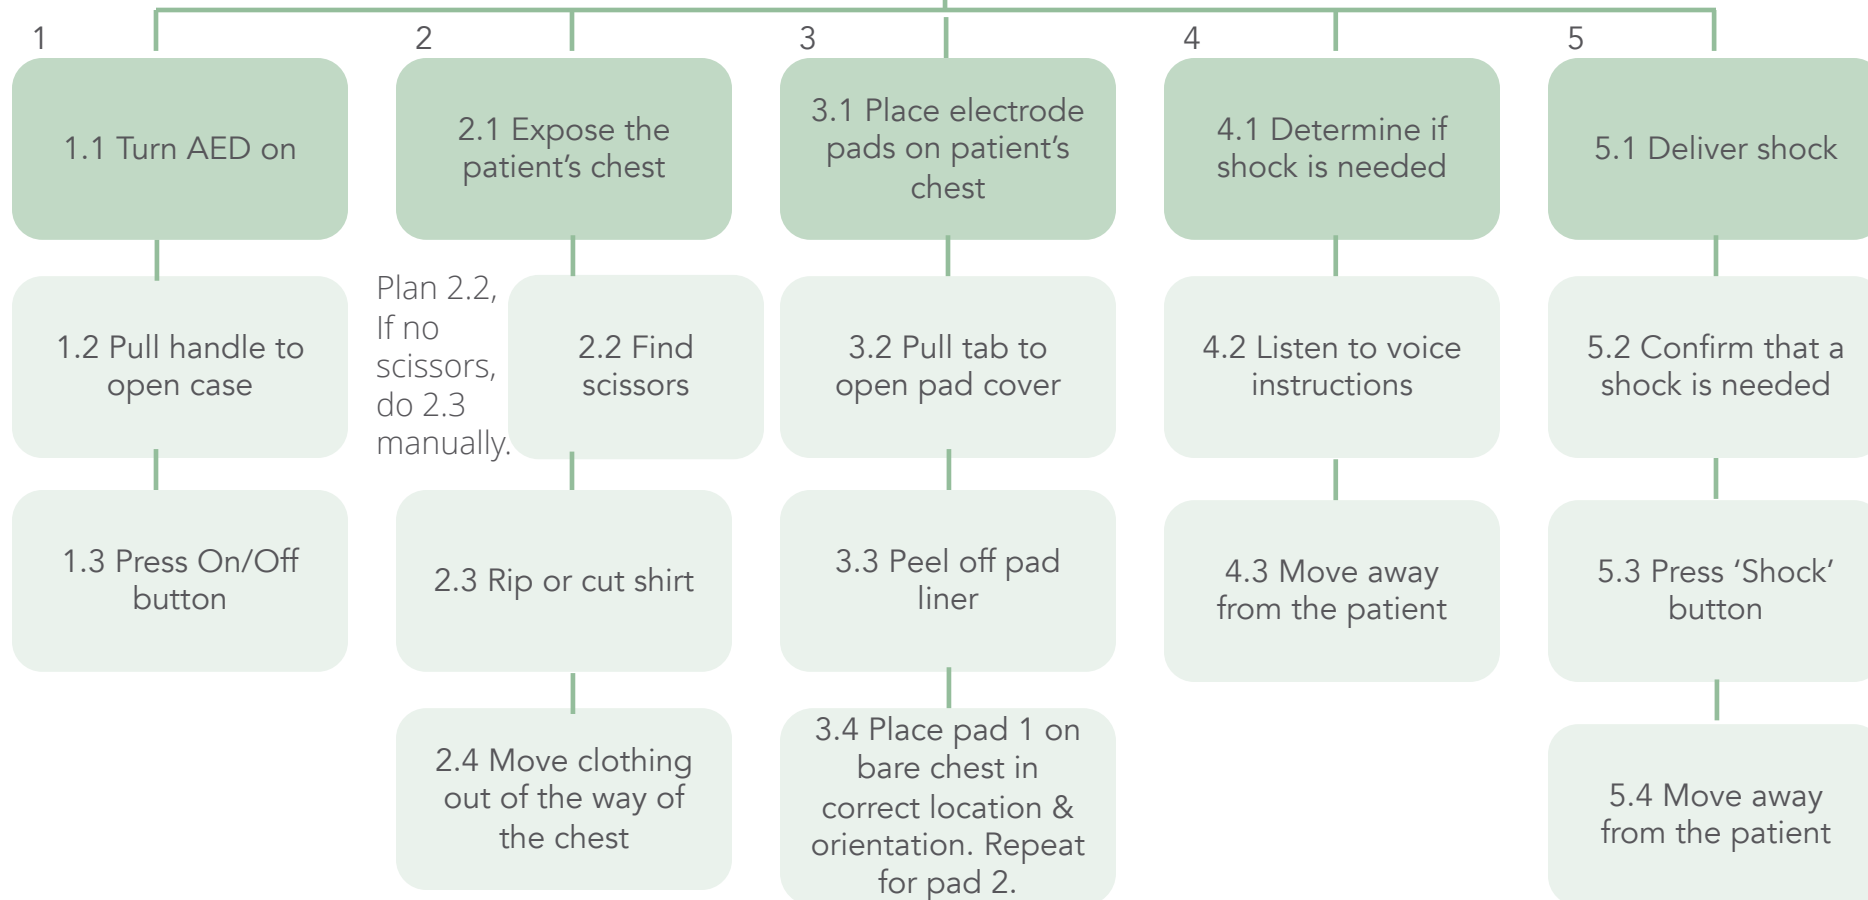 1
1.1 Turn AED on
1.2 Pull handle to
open case
1.3 Press On/Off
button
2
2.1 Expose the
patient’s chest
Plan 2.2,
If no
scissors,
do 2.3
manually.
2.2 Find
scissors
2.3 Rip or cut shirt
2.4 Move clothing
out of the way of
the chest
3
3.1 Place electrode
pads on patient’s
chest
3.2 Pull tab to
open pad cover
3.3 Peel off pad
liner
3.4 Place pad 1 on
bare chest in
correct location &
orientation. Repeat
for pad 2.
4
4.1 Determine if
shock is needed
4.2 Listen to voice
instructions
4.3 Move away
from the patient
5
5.1 Deliver shock
5.2 Confirm that a
shock is needed
5.3 Press ‘Shock’
button
5.4 Move away
from the patient